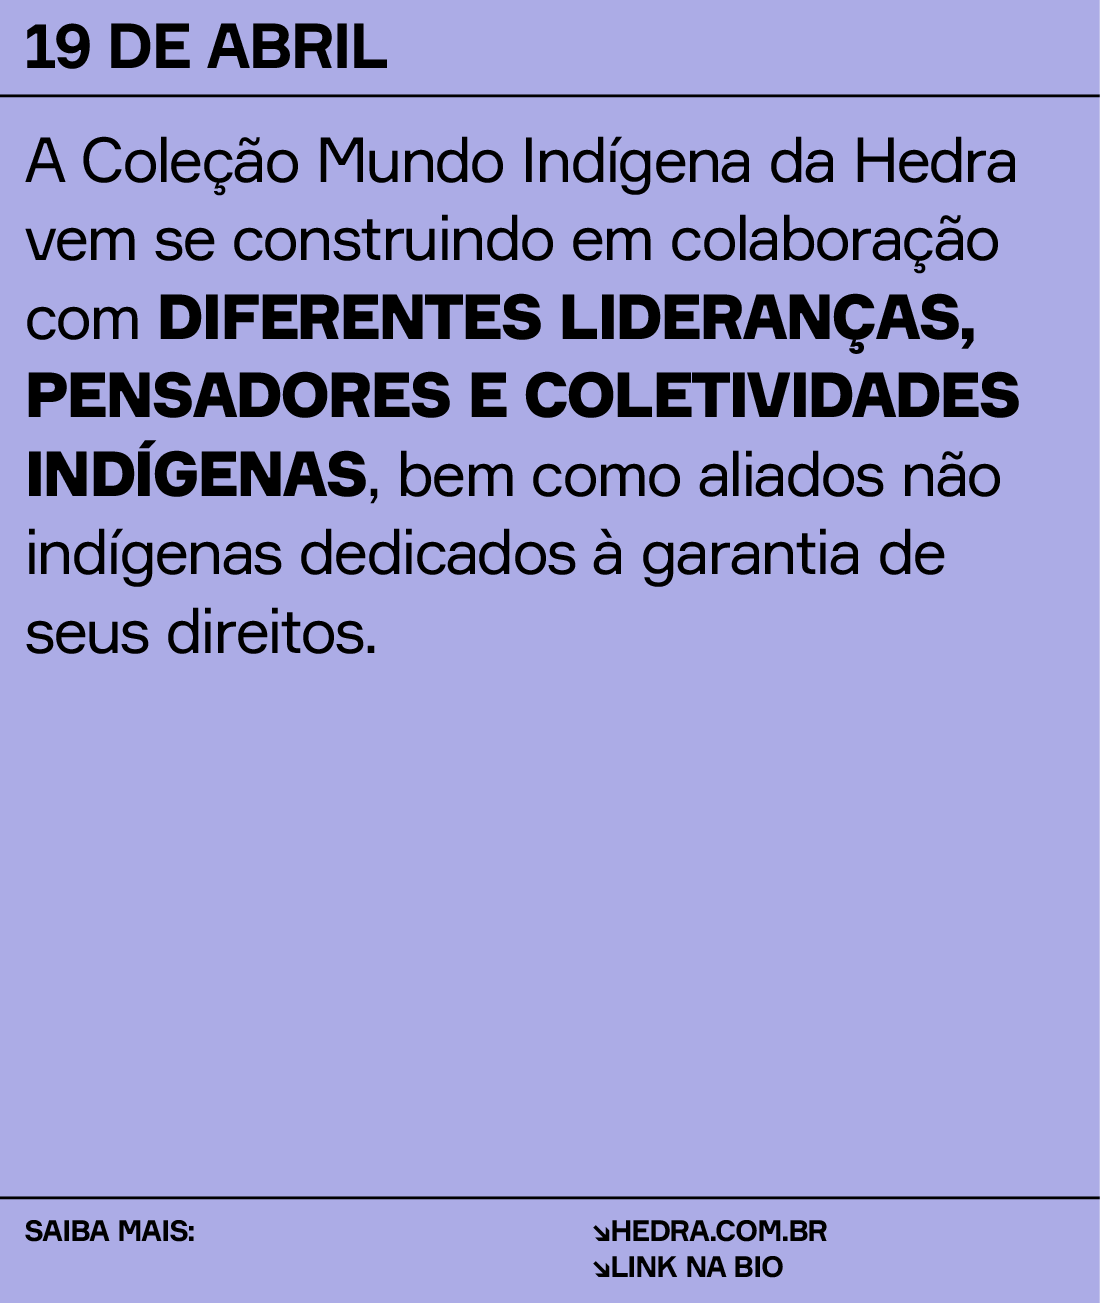 19 DE ABRIL
A Coleção Mundo Indígena da Hedra
vem se construindo em colaboração
com DIFERENTES LIDERANÇAS,
PENSADORES E COLETIVIDADES
INDÍGENAS, bem como aliados não
indígenas dedicados à garantia de
seus direitos.
SAIBA MAIS:
↘HEDRA.COM.BR
↘LINK NA BIO